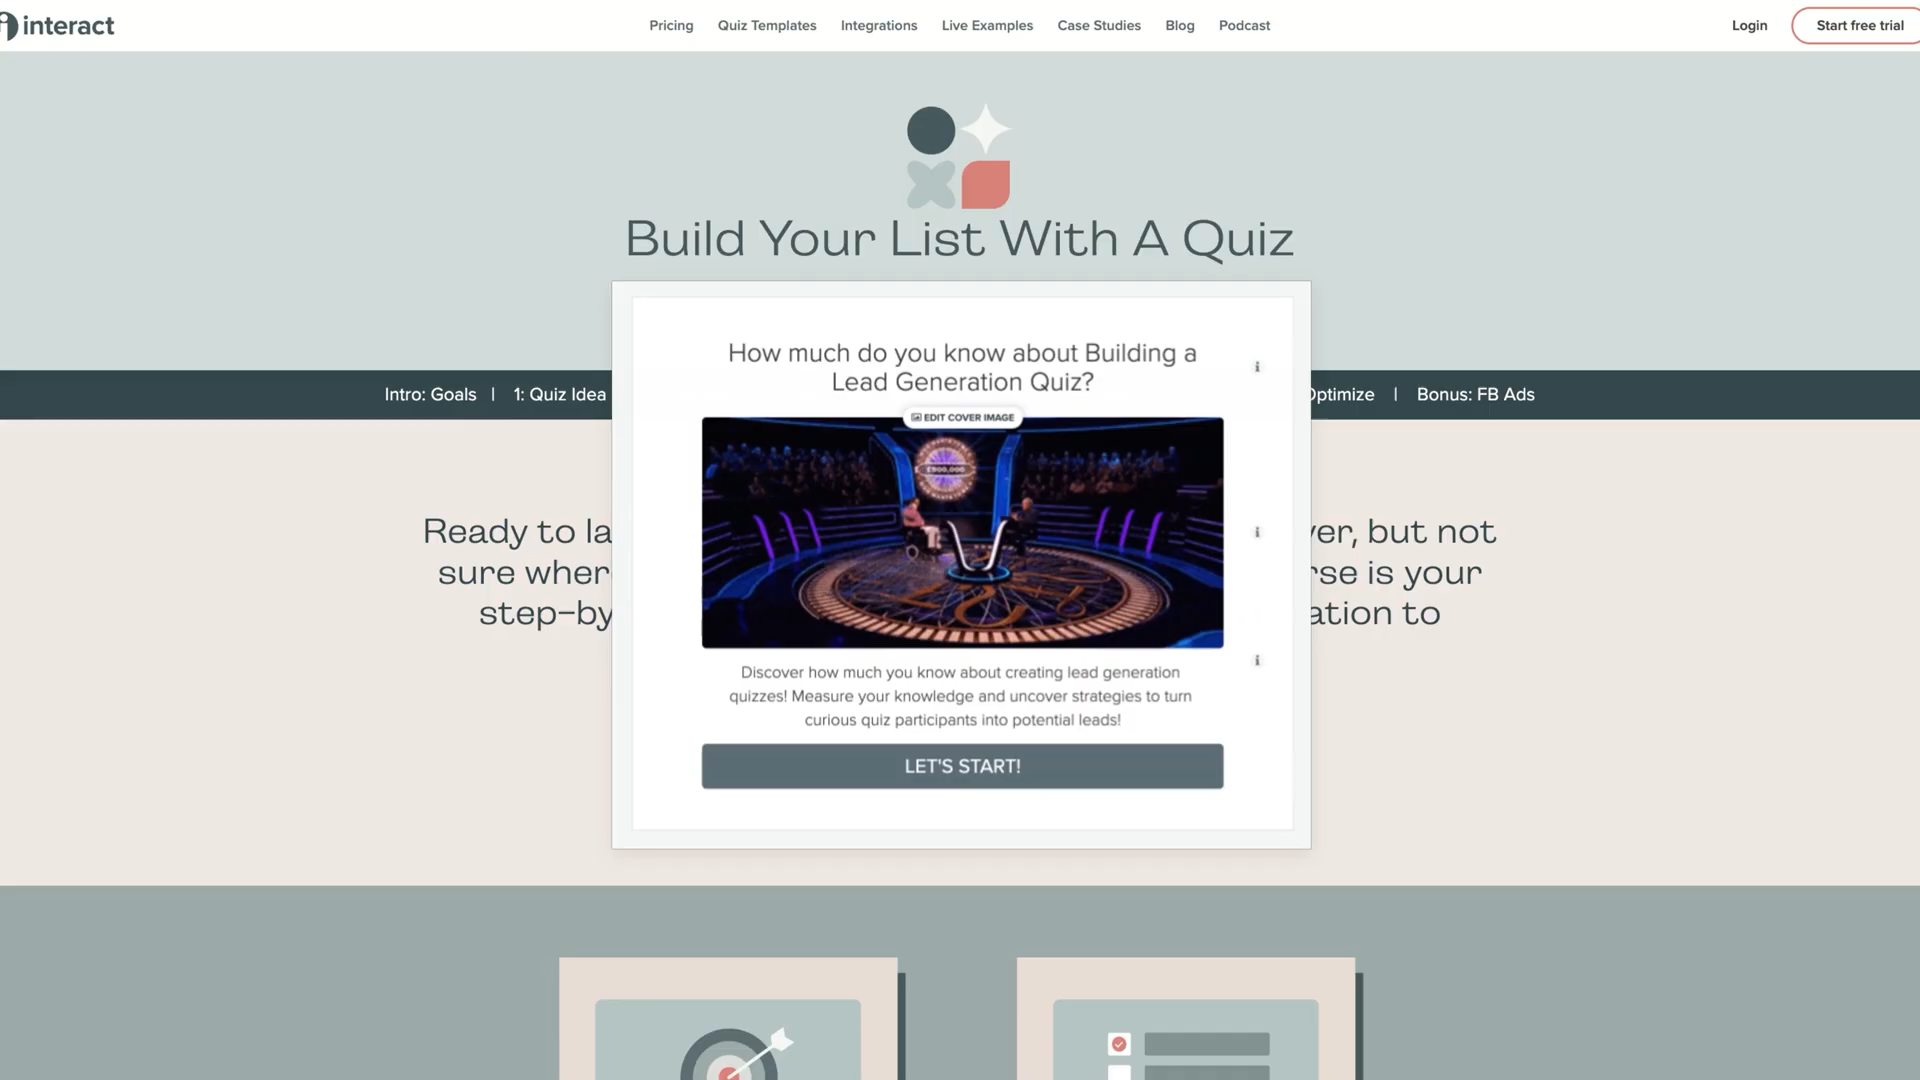 interact
Pricing
Quiz Templates
Integrations
Live Examples
Case Studies
Blog
Podcast
Login
Start free trial
Build Your List With A Quiz
How much do you know about Building a
Lead Generation Quiz?
Intro: Goals | 1: Quiz Idea
Optimize | Bonus: FB Ads
EDIT COVER IMAGE
£500,000
Ready to la
ver, but not
sure wher
rse is your
step-by
ation to
Discover how much you know about creating lead generation
quizzes! Measure your knowledge and uncover strategies to turn
curious quiz participants into potential leads!
LET'S START!